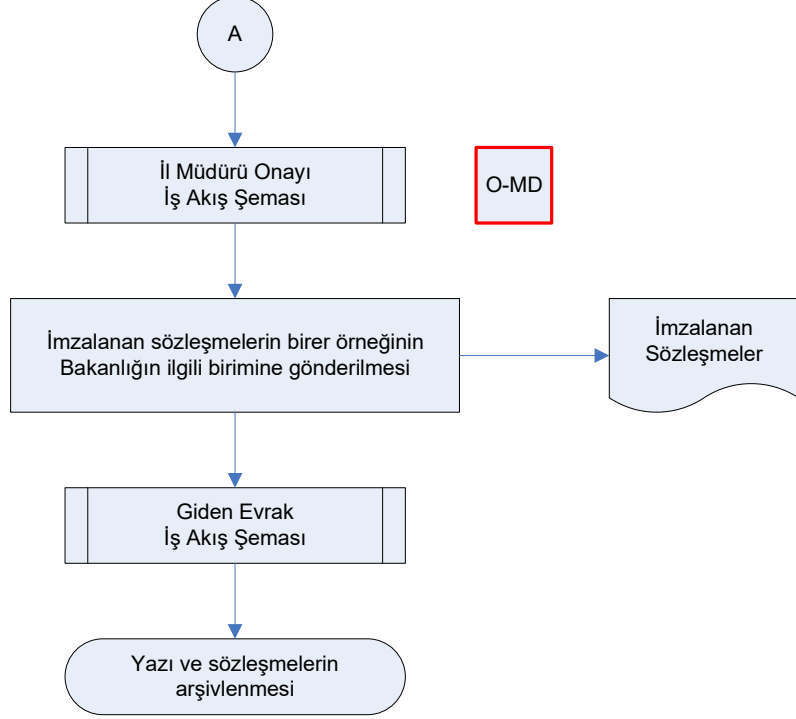 A
İl Müdürü Onayı
İş Akış Şeması
O-MD
İmzalanan sözleşmelerin birer örneğinin
Bakanlığın ilgili birimine gönderilmesi
İmzalanan
Sözleşmeler
Giden Evrak
İş Akış Şeması
Yazı ve sözleşmelerin
arşivlenmesi